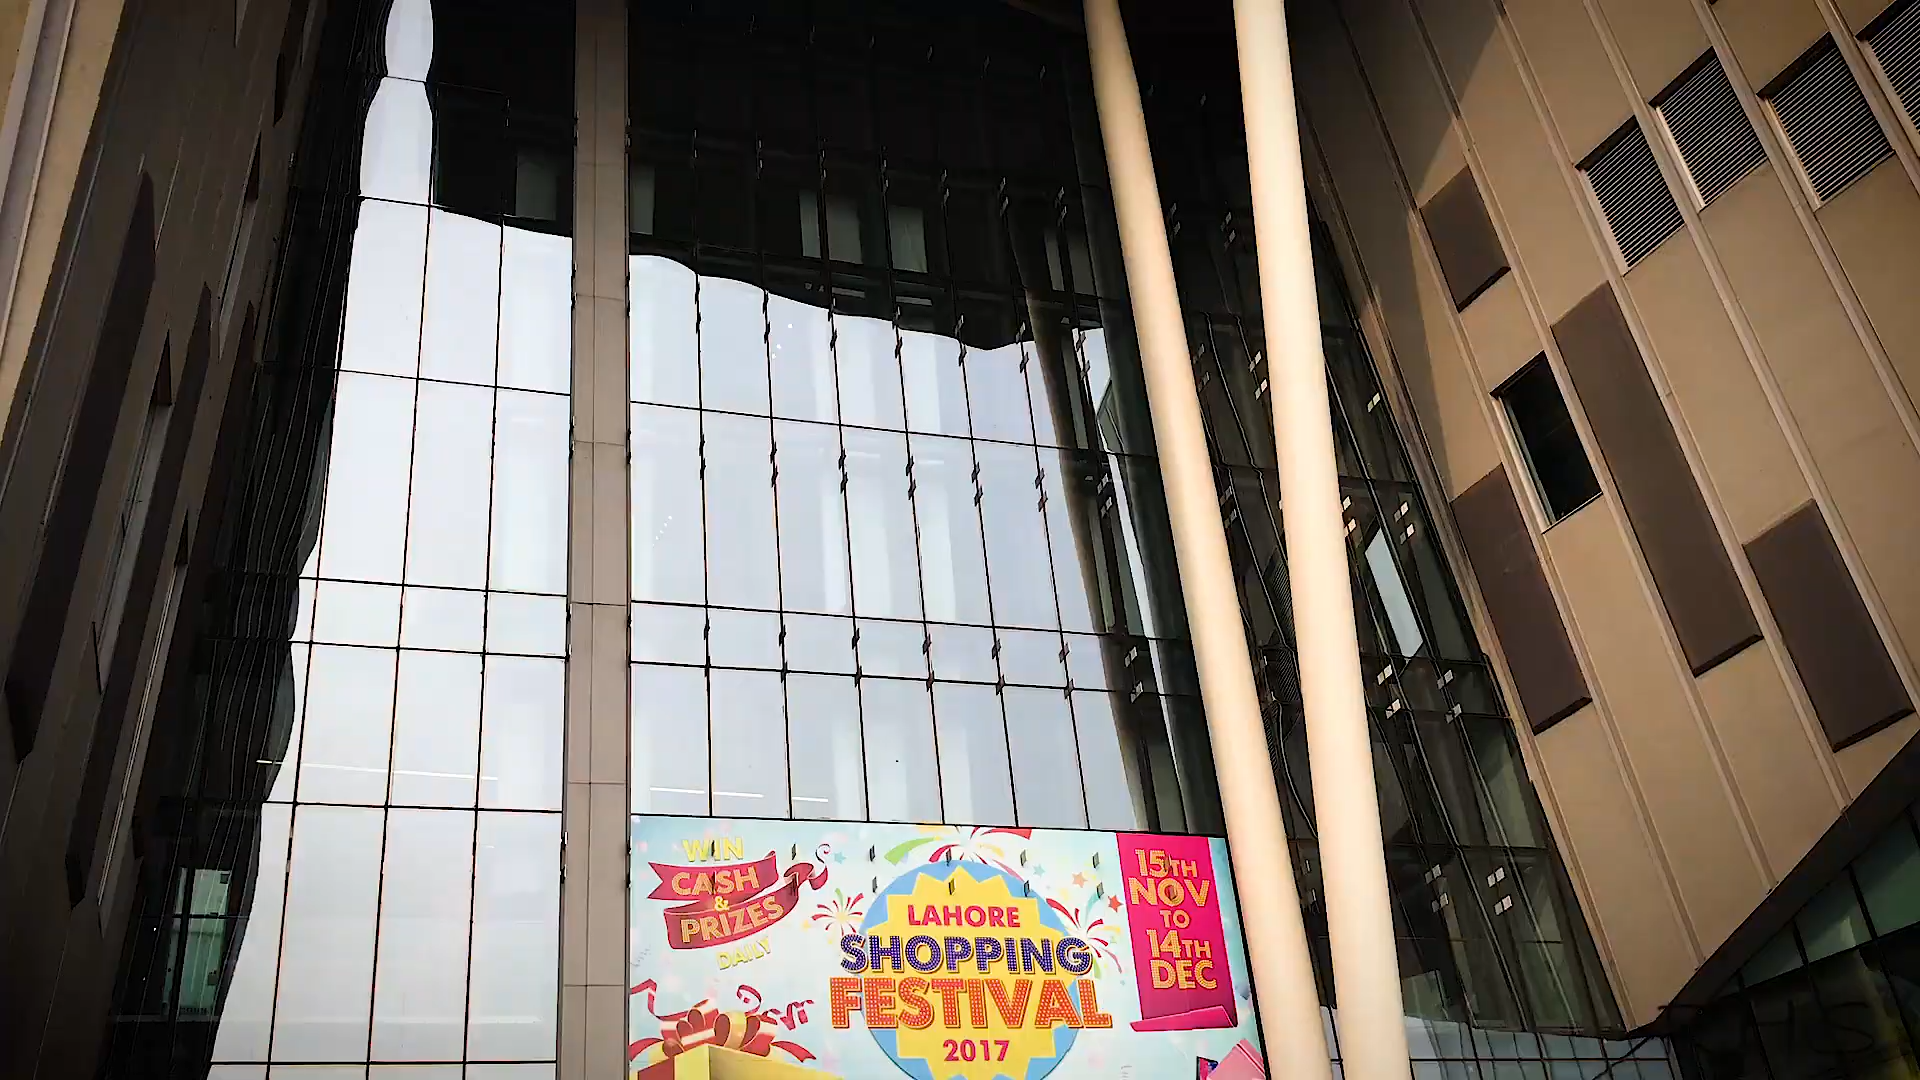 WIN
CASH
&
PRIZES
DAILY
LAHORE
SHOPPING
FESTIVAL
2017
15TH
NOV
TO
14TH
DEC